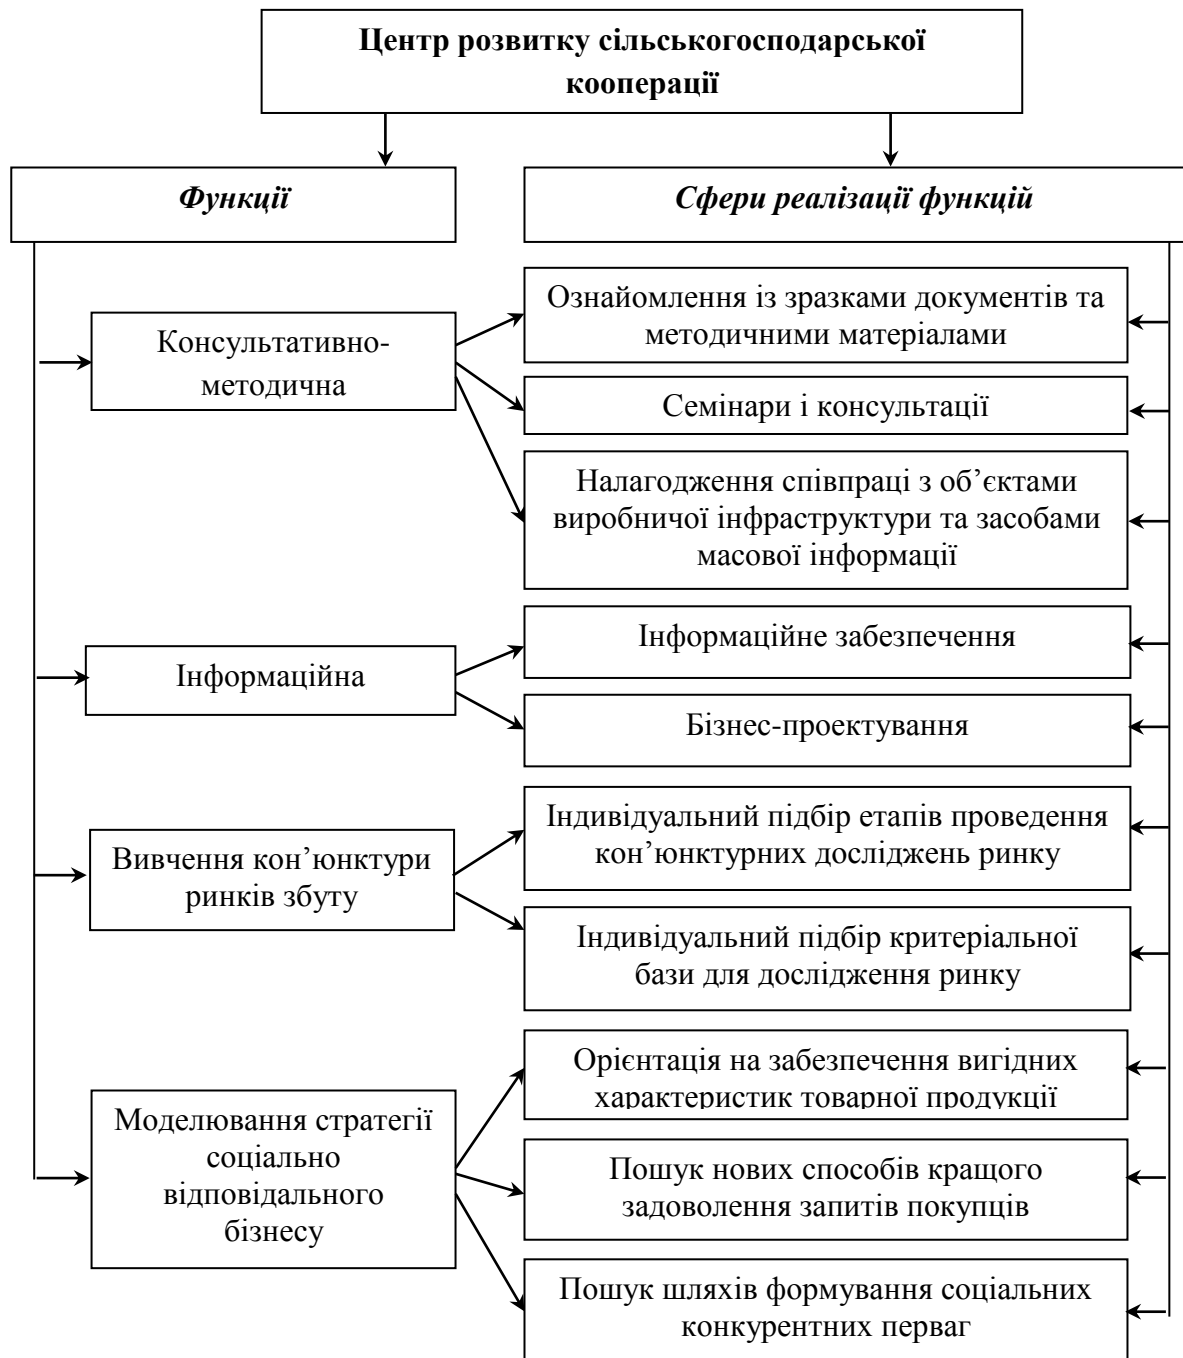 Центр розвитку сільськогосподарської
кооперації
Функції
Сфери реалізації функцій
Консультативно-
методична
Ознайомлення із зразками документів та
методичними матеріалами
Семінари і консультації
Налагодження співпраці з об’єктами
виробничої інфраструктури та засобами
масової інформації
Інформаційна
Інформаційне забезпечення
Бізнес-проектування
Вивчення кон’юнктури
ринків збуту
Індивідуальний підбір етапів проведення
кон’юнктурних досліджень ринку
Індивідуальний підбір критеріальної
бази для дослідження ринку
Моделювання стратегії
соціально
відповідального
бізнесу
Орієнтація на забезпечення вигідних
характеристик товарної продукції
Пошук нових способів кращого
задоволення запитів покупців
Пошук шляхів формування соціальних
конкурентних перваг